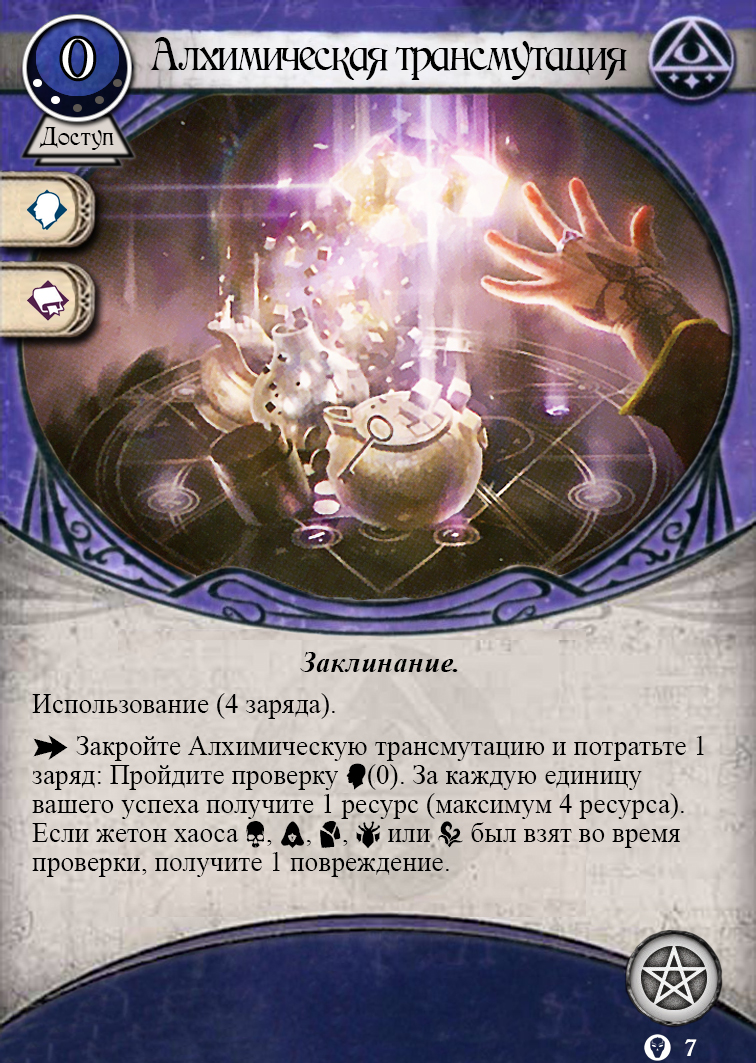 0
Алхимическая трансмутация
Доступ
Заклинание.
Использование (4 заряда).
Закройте Алхимическую трансмутацию и потратьте 1
заряд: Пройдите проверку (0). За каждую единицу
вашего успеха получите 1 ресурс (максимум 4 ресурса).
Если жетон хаоса , , , или был взят во время
проверки, получите 1 повреждение.
7